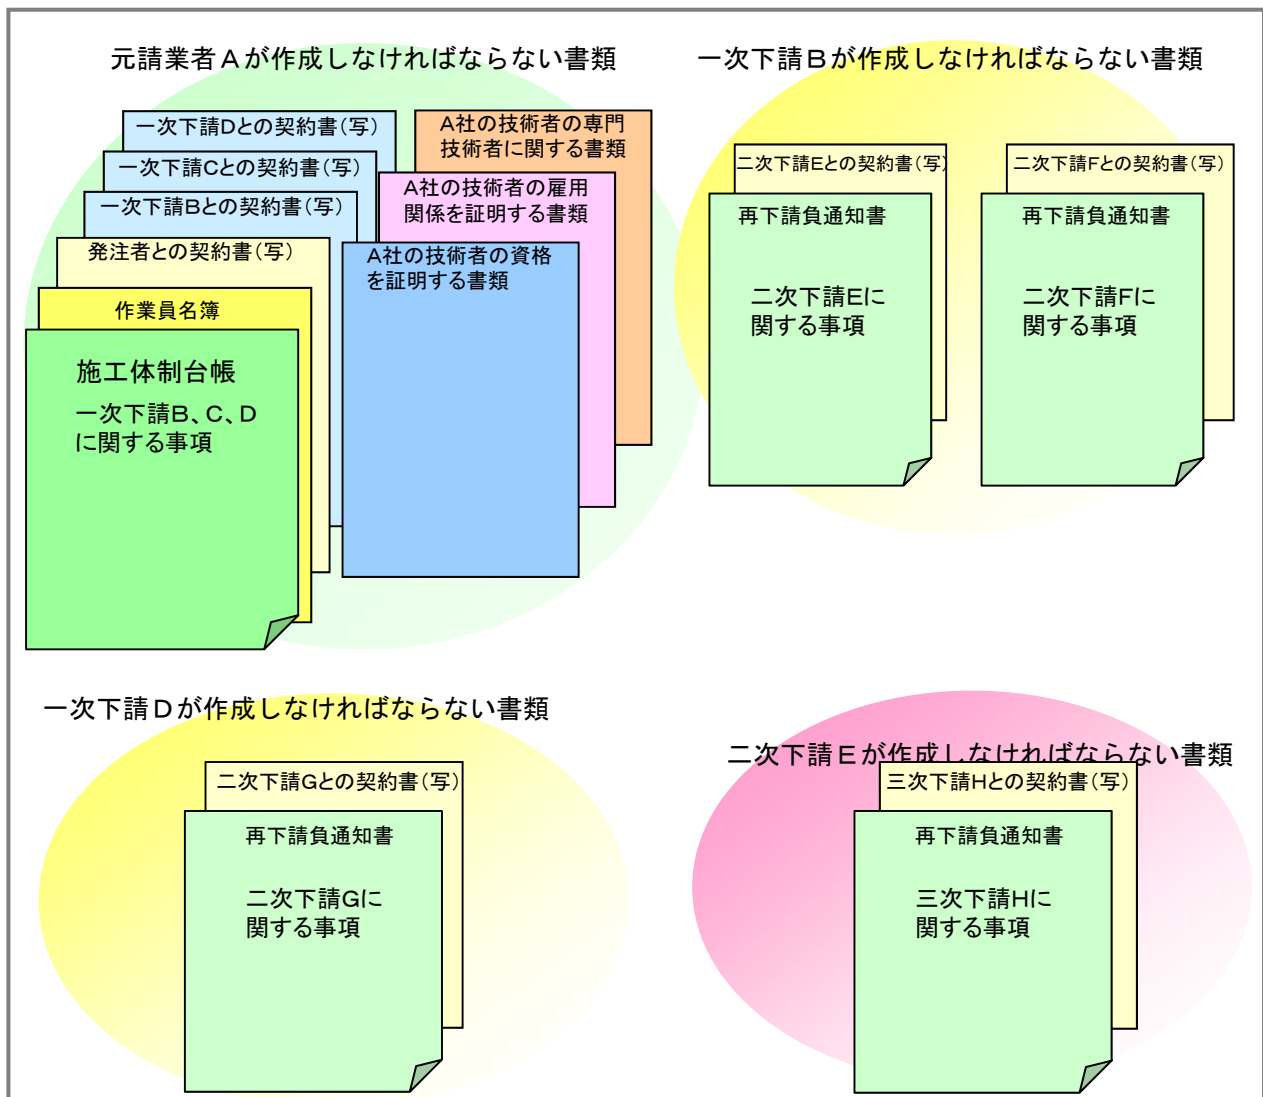 元請業者Aが作成しなければならない書類
一次下請Dとの契約書(写)
一次下請Cとの契約書(写)
一次下請Bとの契約書(写)
発注者との契約書(写)
作業員名簿
施工体制台帳
一次下請B、C、D
に関する事項
A社の技術者の専門
技術者に関する書類
A社の技術者の雇用
関係を証明する書類
A社の技術者の資格
を証明する書類
一次下請Bが作成しなければならない書類
二次下請Eとの契約書(写)
再下請負通知書
二次下請Eに
関する事項
二次下請Fとの契約書(写)
再下請負通知書
二次下請Fに
関する事項
一次下請Dが作成しなければならない書類
二次下請Gとの契約書(写)
再下請負通知書
二次下請Gに
関する事項
二次下請Eが作成しなければならない書類
三次下請Hとの契約書(写)
再下請負通知書
三次下請Hに
関する事項